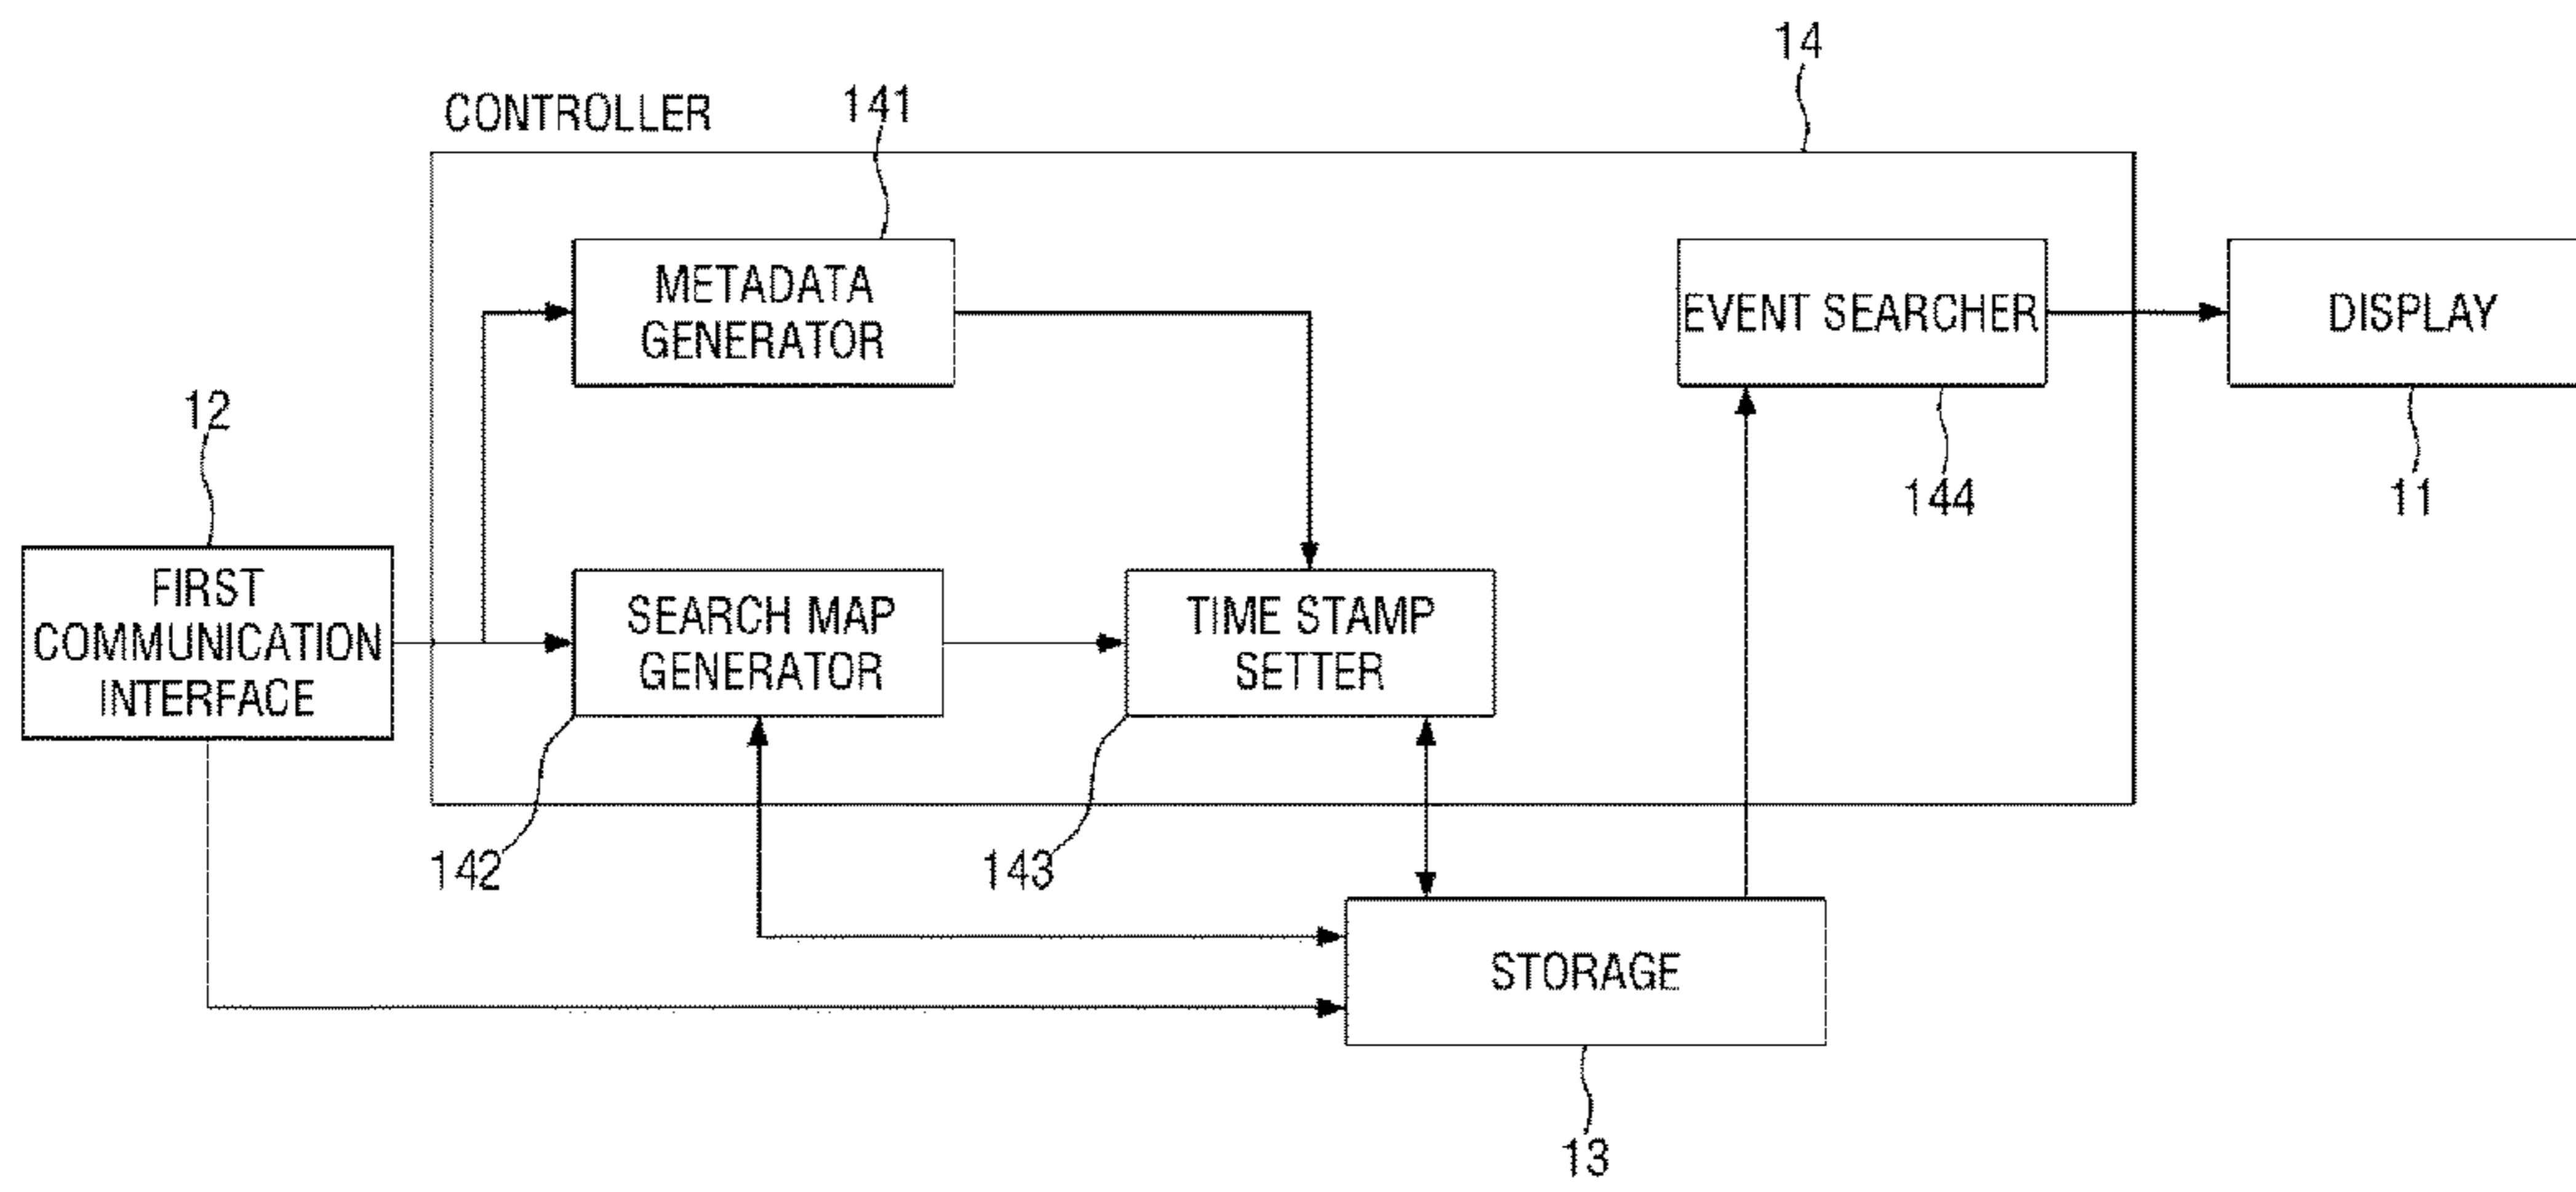 14
CONTROLLER
141
METADATA
GENERATOR
EVENT SEARCHER
DISPLAY
12
144
11
FIRST
COMMUNICATION
INTERFACE
SEARCH MAP
GENERATOR
TIME STAMP
SETTER
142
143
STORAGE
13